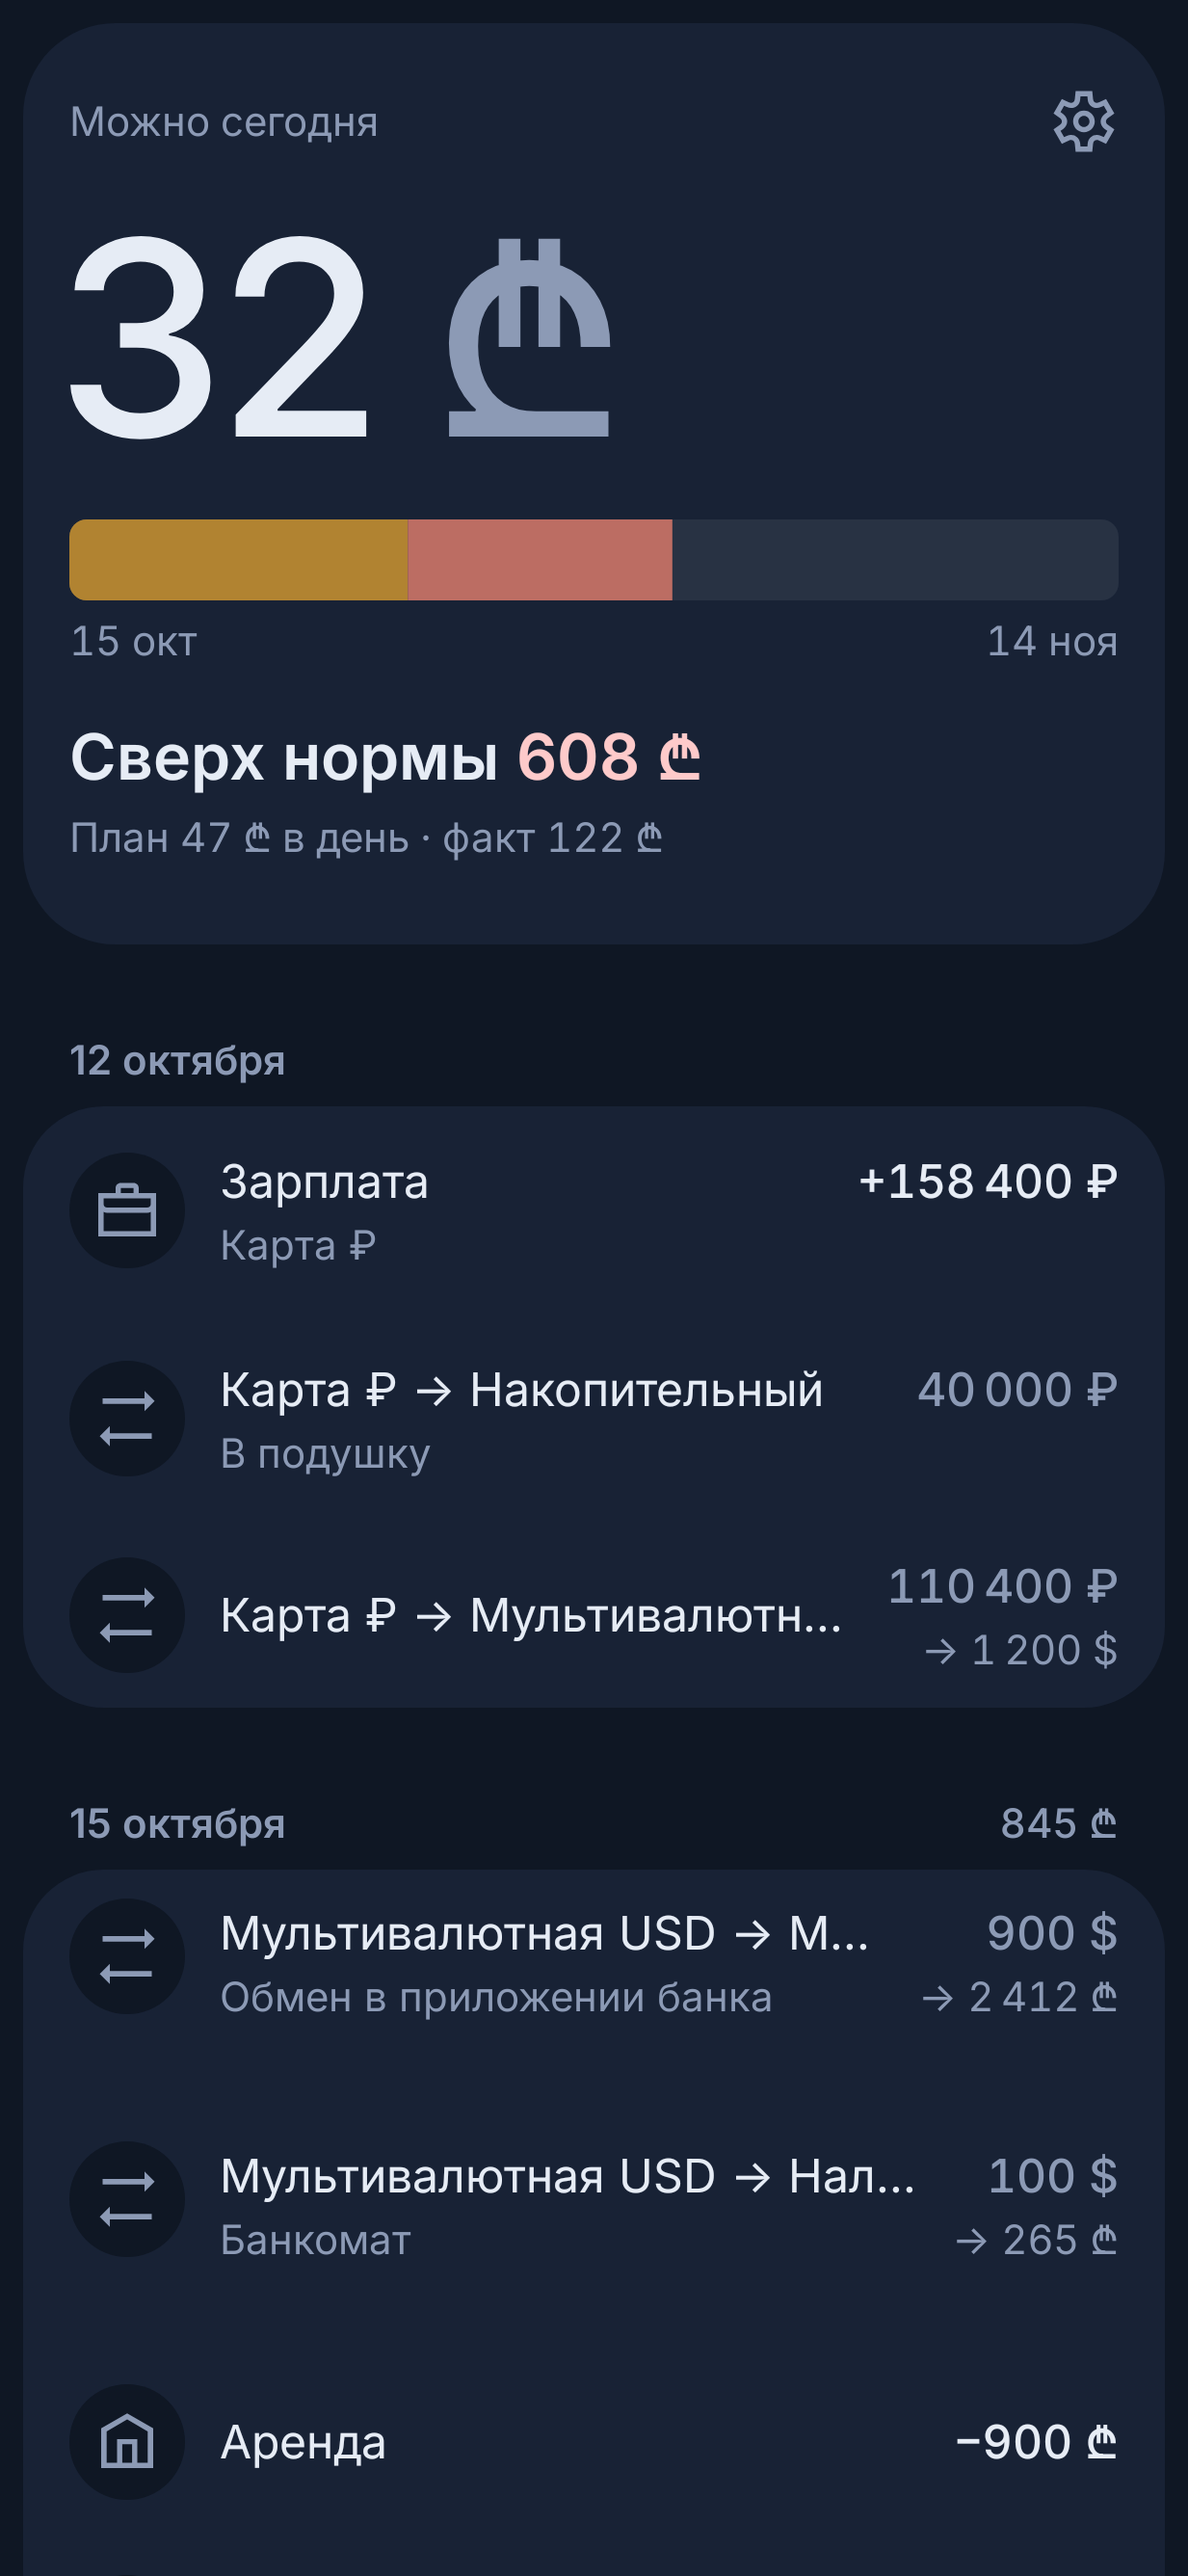 Можно сегодня
32 ₾
15 окт 14 ноя
Сверх нормы 608 ₾
План 47 ₾ в день · факт 122 ₾
12 октября
Зарплата +158 400 ₽
Карта ₽
Карта ₽ → Накопительный 40 000 ₽
В подушку
Карта ₽ → Мультивалютн... 110 400 ₽
→ 1 200 $
15 октября 845 ₾
Мультивалютная USD → М... 900 $
Обмен в приложении банка → 2 412 ₾
Мультивалютная USD → Нал... 100 $
Банкомат → 265 ₾
Аренда −900 ₾